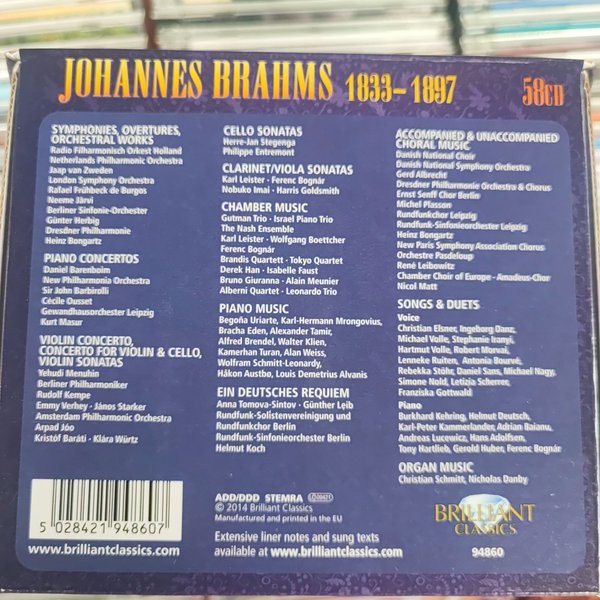 JOHANNES BRAHMS 1833–1897 58CD
SYMPHONIES, OVERTURES,
ORCHESTRAL WORKS
Radio Filharmonisch Orkest Holland
Netherlands Philharmonic Orchestra
Jaap van Zweden
London Symphony Orchestra
Rafael Frühbeck de Burgos
Neeme Järvi
Berliner Sinfonie-Orchester
Günter Herbig
Dresdner Philharmonie
Heinz Bongartz
PIANO CONCERTOS
Daniel Barenboim
New Philharmonia Orchestra
Sir John Barbirolli
Cécile Ousset
Gewandhausorchester Leipzig
Kurt Masur
VIOLIN CONCERTO,
CONCERTO FOR VIOLIN & CELLO,
VIOLIN SONATAS
Yehudi Menuhin
Berliner Philharmoniker
Rudolf Kempe
Emmy Verhey · János Starker
Amsterdam Philharmonic Orchestra
Arpad Jóo
Kristóf Baráti · Klára Würtz
CELLO SONATAS
Herre-Jan Stegenga
Philippe Entremont
CLARINET/VIOLA SONATAS
Karl Leister · Ferenc Bognár
Nobuko Imai · Harris Goldsmith
CHAMBER MUSIC
Gutman Trio · Israel Piano Trio
The Nash Ensemble
Karl Leister · Wolfgang Boettcher
Ferenc Bognár
Brandis Quartett · Tokyo Quartet
Derek Han · Isabelle Faust
Bruno Giuranna · Alain Meunier
Alberni Quartet · Leonardo Trio
PIANO MUSIC
Begoña Uriarte, Karl-Hermann Mrongovius,
Bracha Eden, Alexander Tamir,
Alfred Brendel, Walter Klien,
Kamerhan Turan, Alan Weiss,
Wolfram Schmitt-Leonardy,
Håkon Austbo, Louis Demetrius Alvanis
EIN DEUTSCHES REQUIEM
Anna Tomova-Sintov · Günther Leib
Rundfunk-Solistenvereinigung und
Rundfunkchor Berlin
Rundfunk-Sinfonieorchester Berlin
Helmut Koch
ACCOMPANIED & UNACCOMPANIED
CHORAL MUSIC
Danish National Choir
Danish National Symphony Orchestra
Gerd Albrecht
Dresdner Philharmonie Orchestra & Chorus
Ernst Senff Chor Berlin
Michel Plasson
Rundfunkchor Leipzig
Rundfunk-Sinfonieorchester Leipzig
Heinz Bongartz
New Paris Symphony Association Chorus
Orchestre Pasdeloup
René Leibowitz
Chamber Choir of Europe · Amadeus-Chor
Nicol Matt
SONGS & DUETS
Voice
Christian Elsner, Ingeborg Danz,
Michael Volle, Stephanie Iranyi,
Hartmut Volle, Robert Morvai,
Lenneke Ruiten, Antonia Bourvé,
Rebekka Stöhr, Daniel Sans, Michael Nagy,
Simone Nold, Letizia Scherrer,
Franziska Gottwald
Piano
Burkhard Kehring, Helmut Deutsch,
Karl-Peter Kammerlander, Adrian Baianu,
Andreas Lucewicz, Hans Adolfsen,
Tony Hartlieb, Gerold Huber, Ferenc Bognár
ORGAN MUSIC
Christian Schmitt, Nicholas Danby
5 028421 948607
www.brilliantclassics.com
ADD/DDD STEMRA LC 09421
© 2014 Brilliant Classics
Manufactured and printed in the EU
Extensive liner notes and sung texts
available at www.brilliantclassics.com
BRILLIANT
CLASSICS
94860